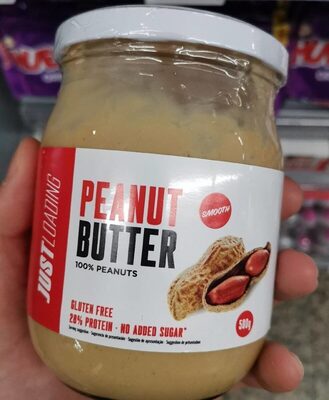 JUST LOADING
PEANUT
BUTTER
SMOOTH
100% PEANUTS
GLUTEN FREE
28% PROTEIN · NO ADDED SUGAR*
500g